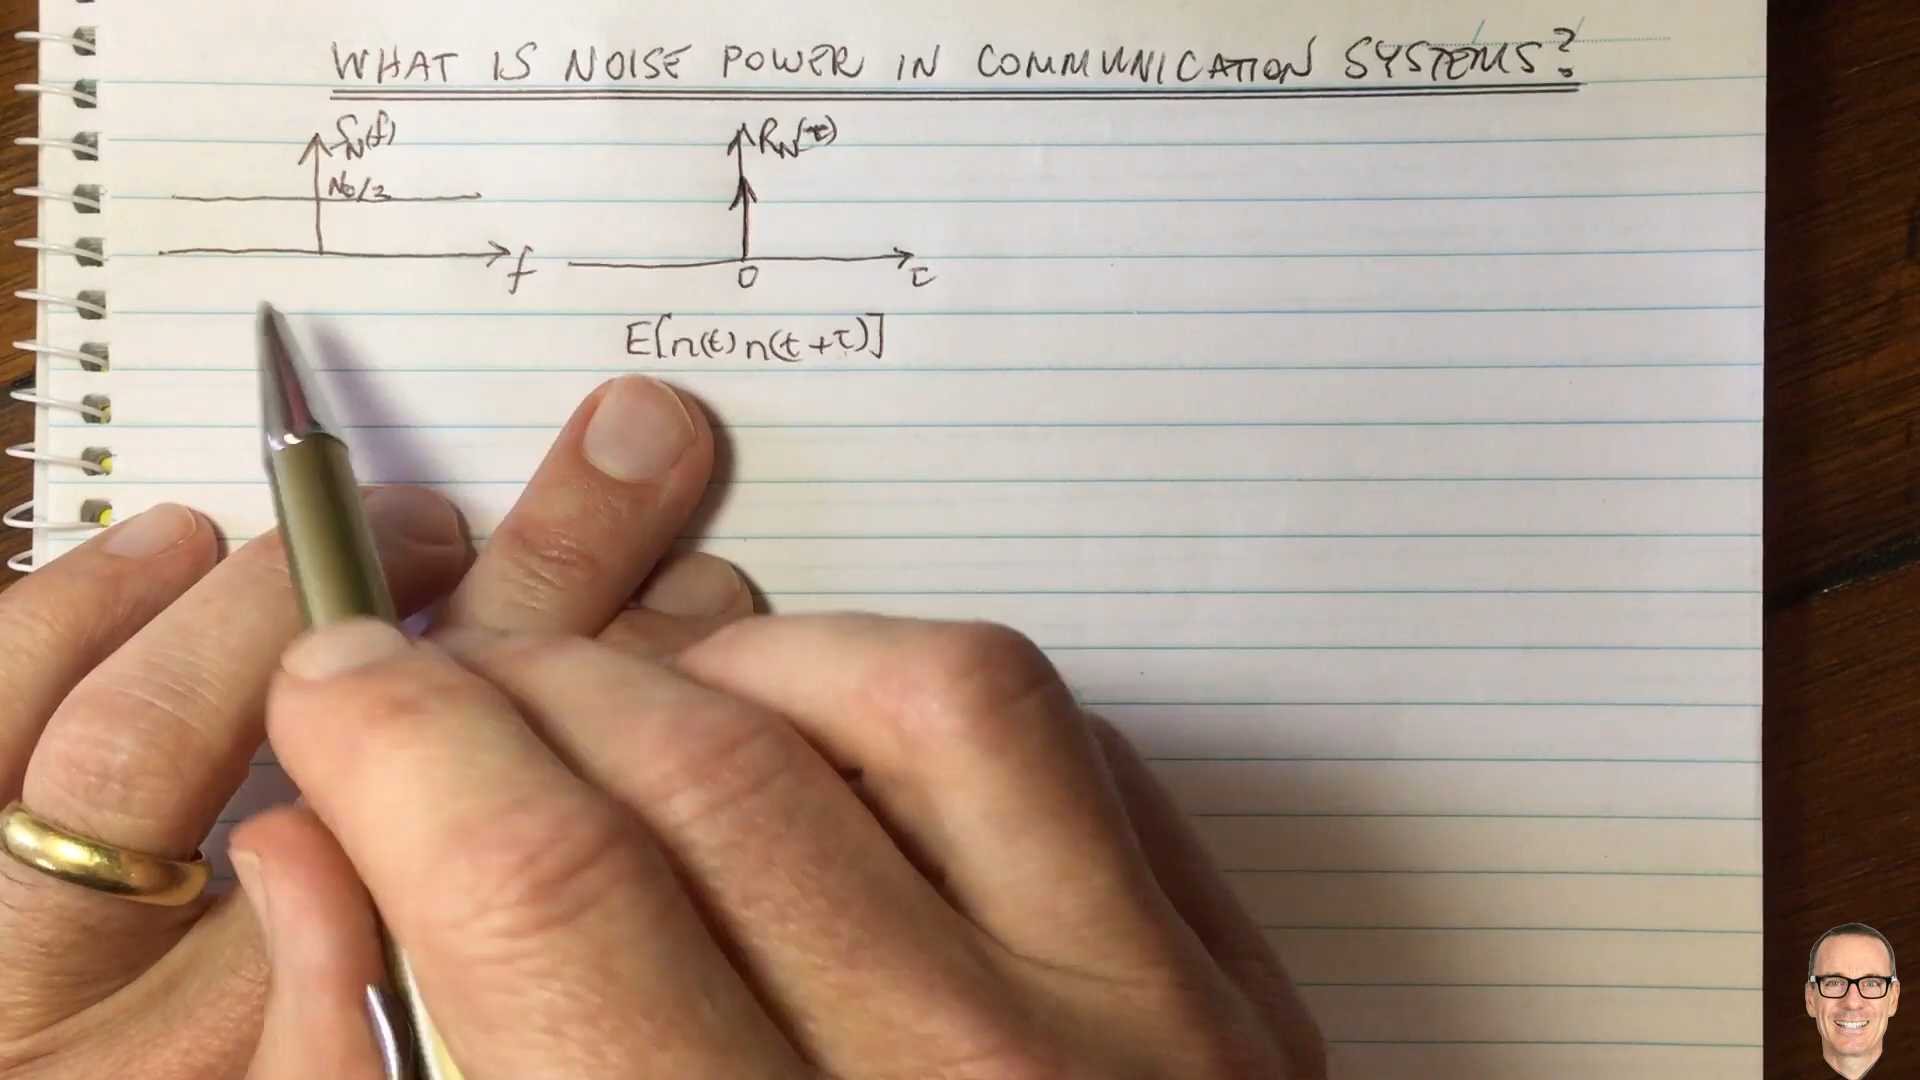 WHAT IS NOISE POWER IN COMMUNICATION SYSTEMS?
S_N(f)
N₀/2
f
R_N(τ)
0
τ
E[n(t)n(t+τ)]